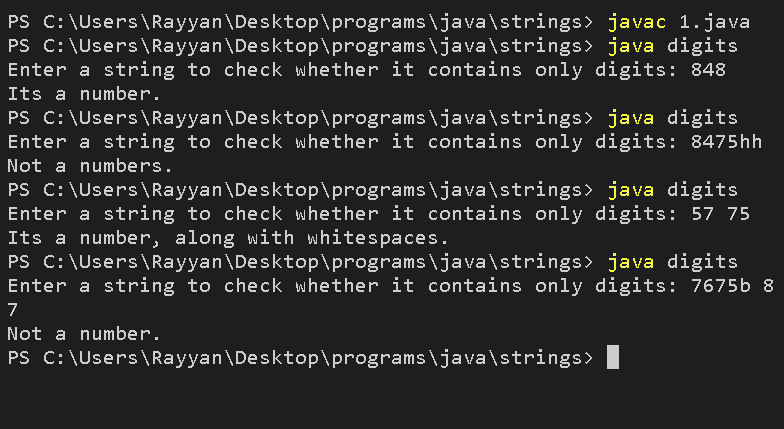 PS C:\Users\Rayyan\Desktop\programs\java\strings> javac 1.java
PS C:\Users\Rayyan\Desktop\programs\java\strings> java digits
Enter a string to check whether it contains only digits: 848
Its a number.
PS C:\Users\Rayyan\Desktop\programs\java\strings> java digits
Enter a string to check whether it contains only digits: 8475hh
Not a numbers.
PS C:\Users\Rayyan\Desktop\programs\java\strings> java digits
Enter a string to check whether it contains only digits: 57 75
Its a number, along with whitespaces.
PS C:\Users\Rayyan\Desktop\programs\java\strings> java digits
Enter a string to check whether it contains only digits: 7675b 8
7
Not a number.
PS C:\Users\Rayyan\Desktop\programs\java\strings>